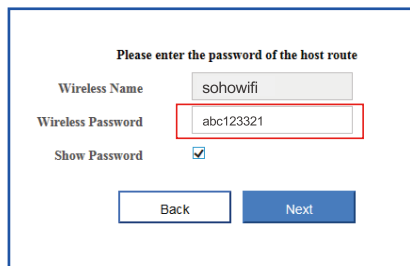 Please enter the password of the host route
Wireless Name sohowifi
Wireless Password abc123321
Show Password
Back Next